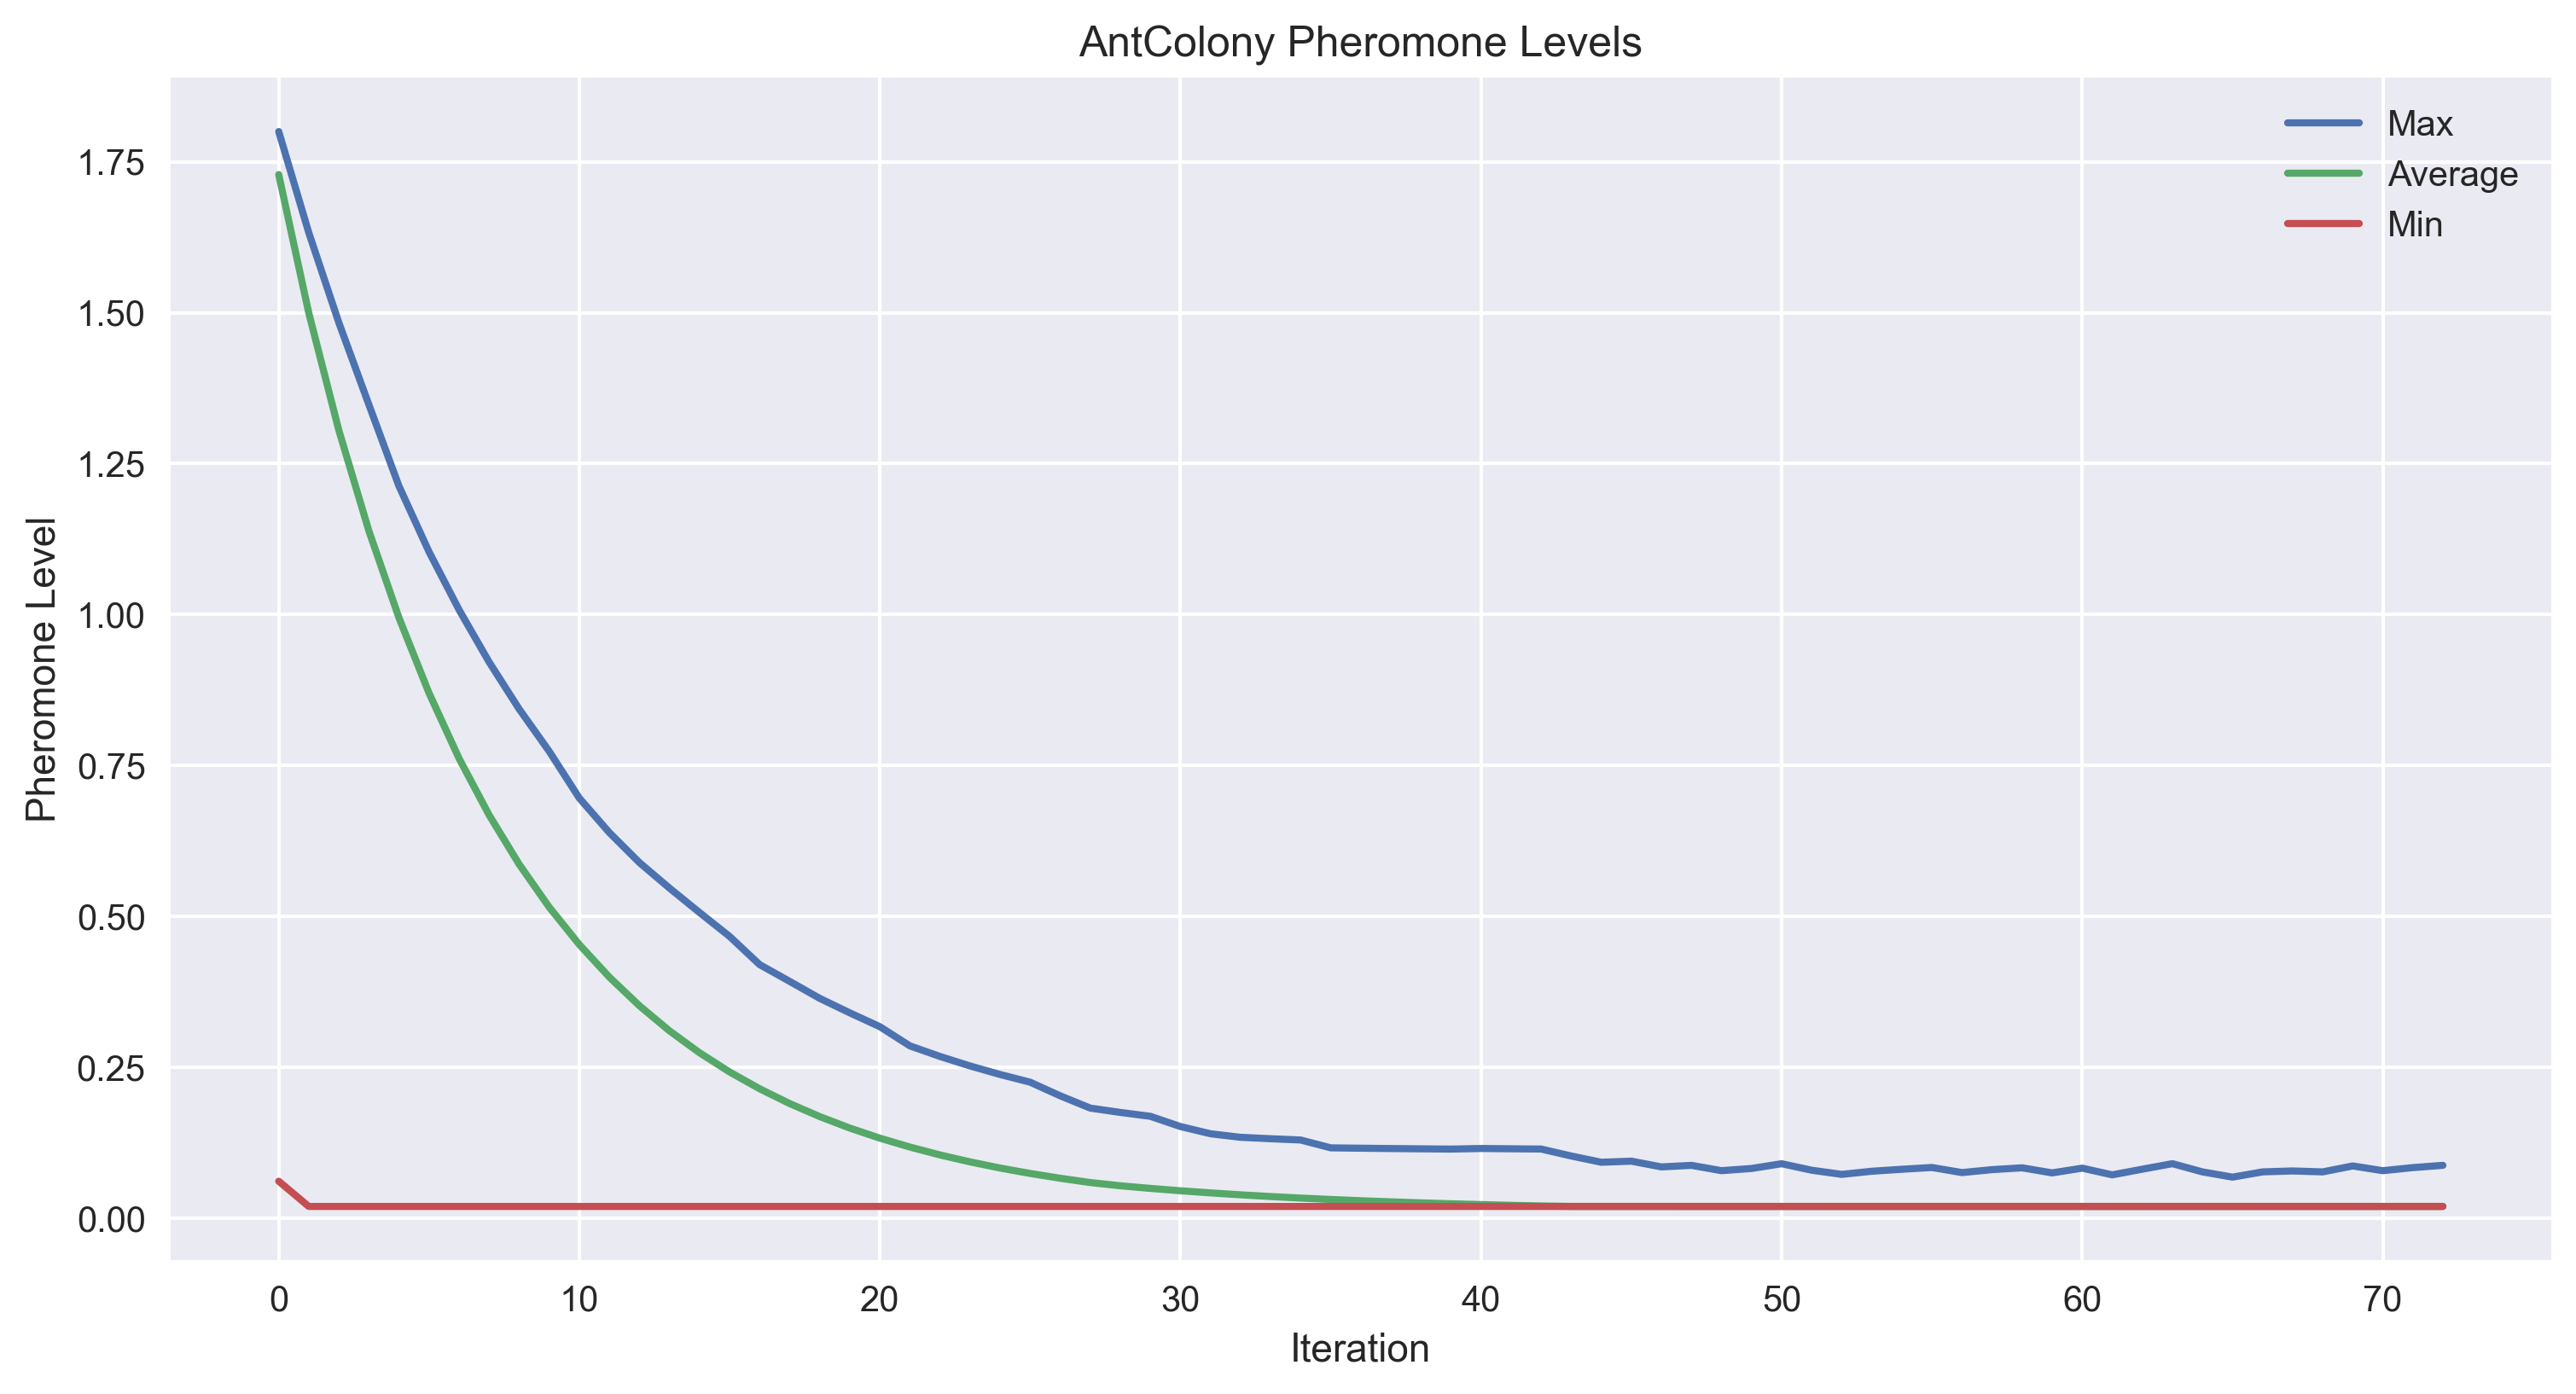 AntColony Pheromone Levels
Max
Average
Min
Pheromone Level
1.75
1.50
1.25
1.00
0.75
0.50
0.25
0.00
0 10 20 30 40 50 60 70
Iteration